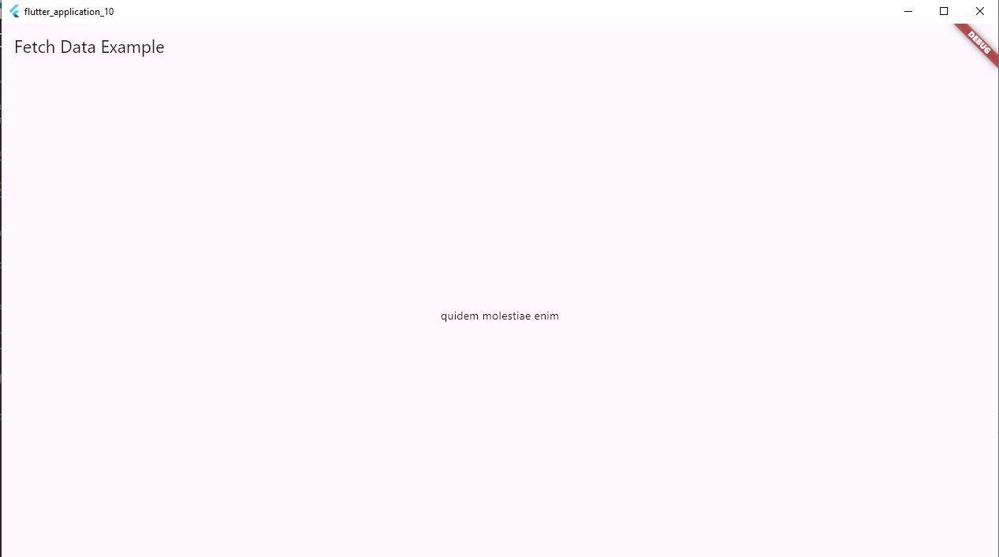 flutter_application_10
Fetch Data Example
DEBUG
quidem molestiae enim